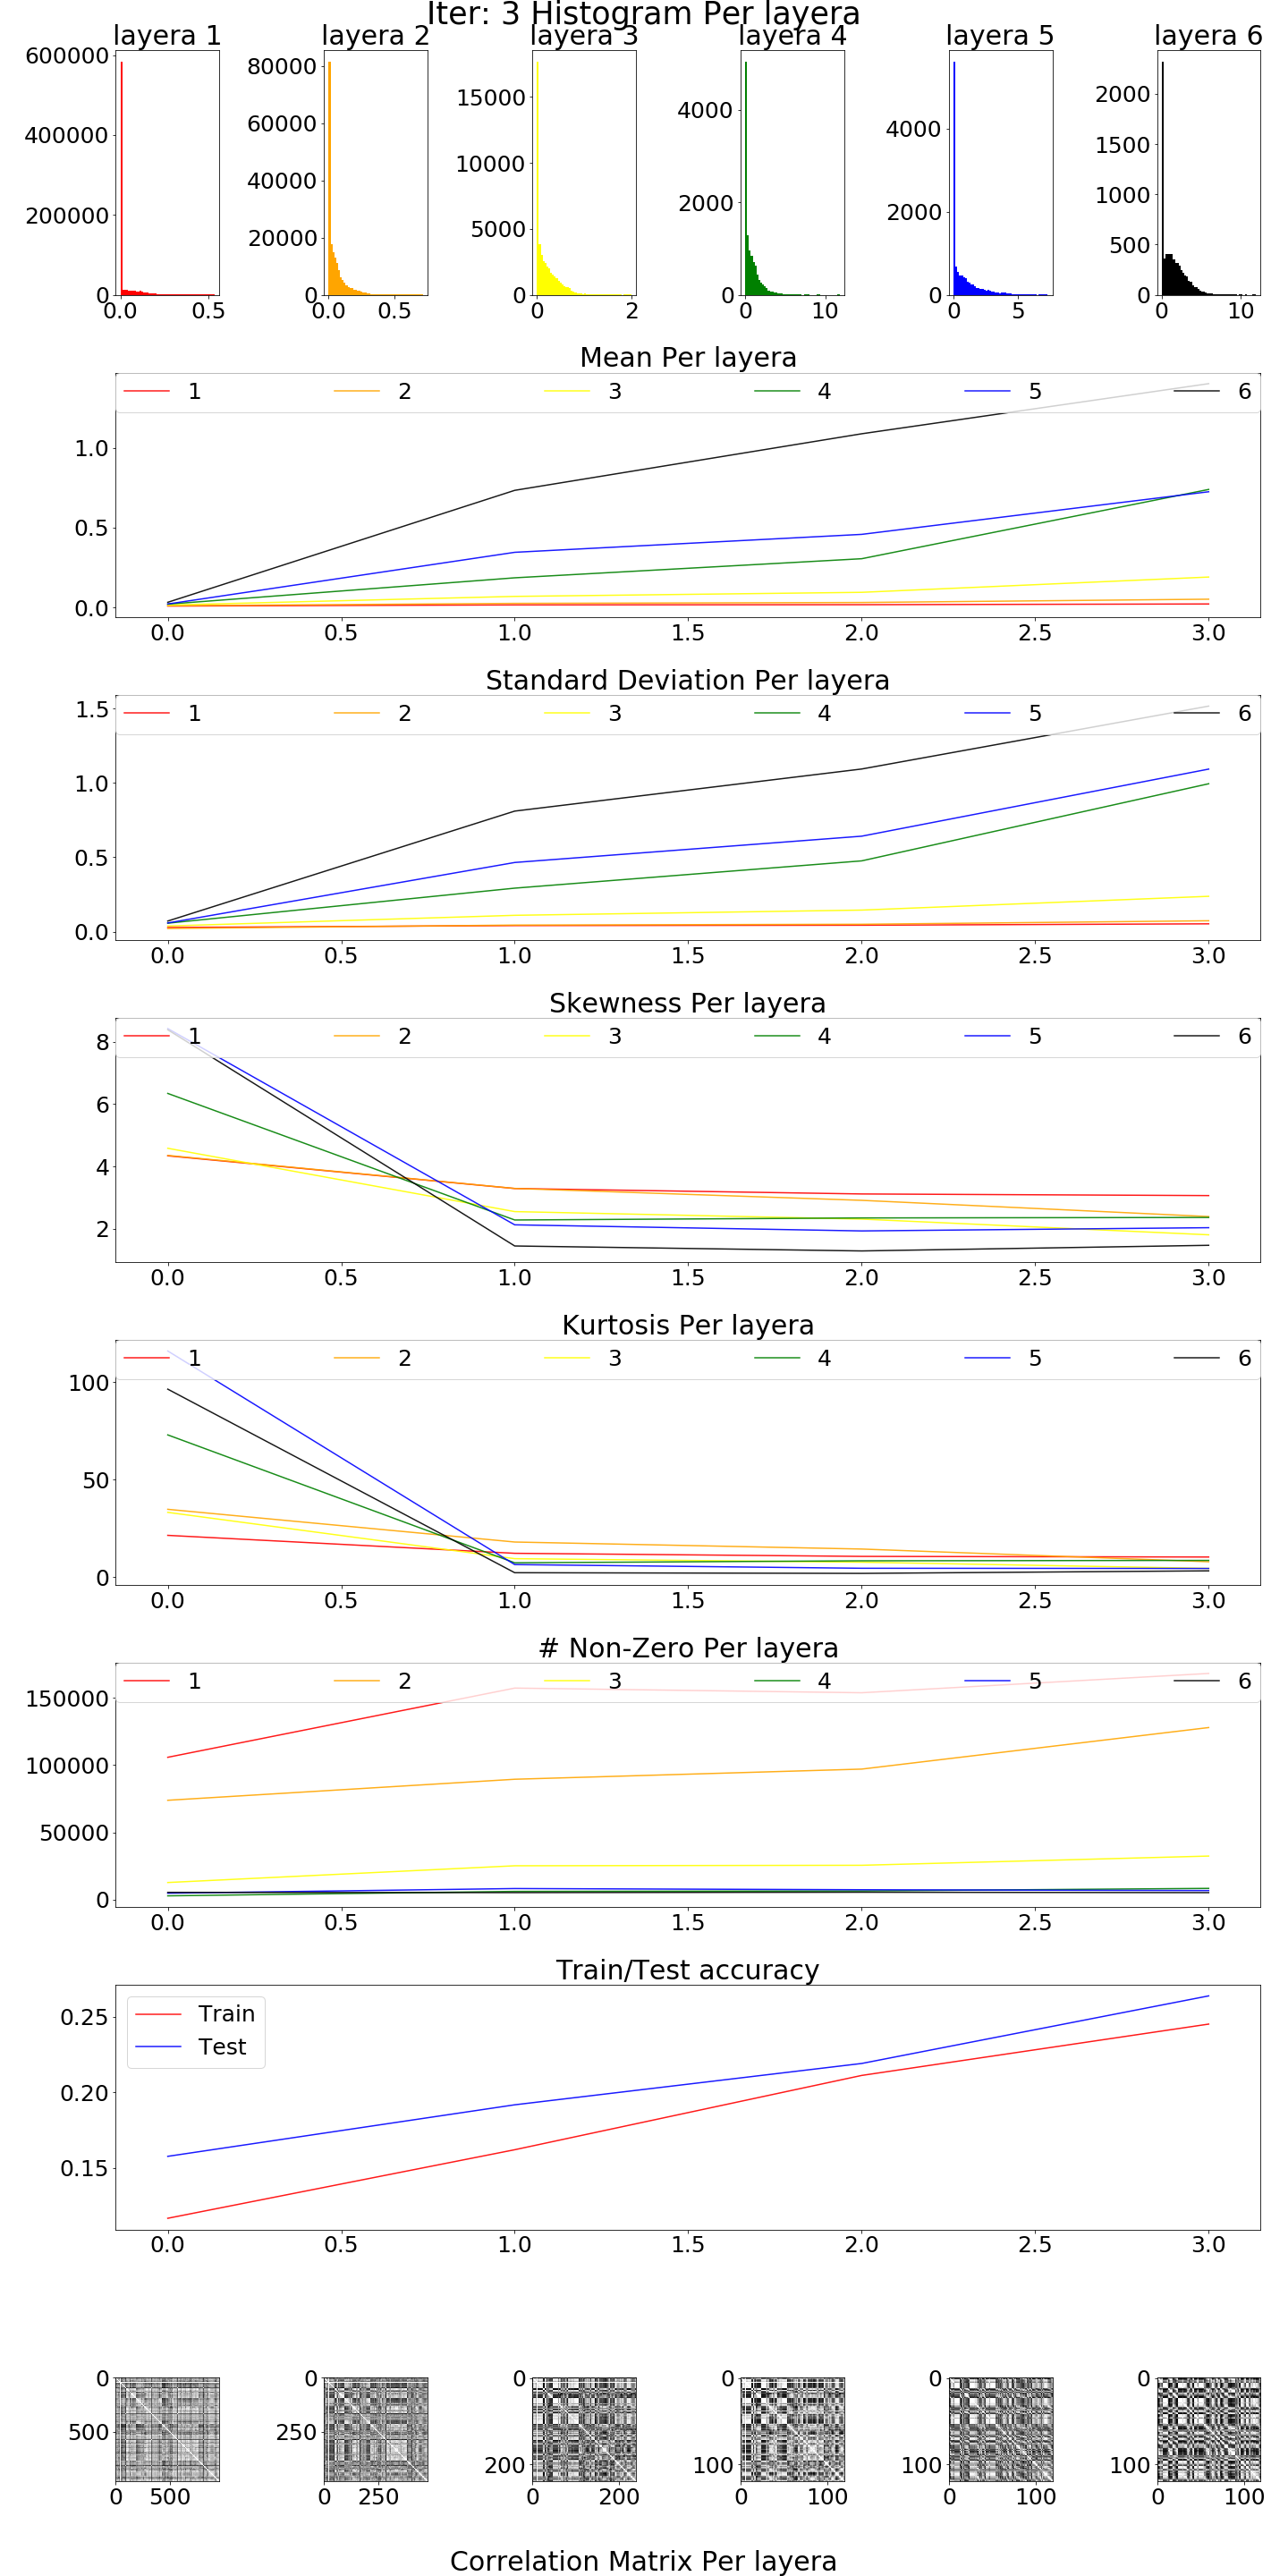 Iter: 3 Histogram Per layera
layera 1 layera 2 layera 3 layera 4 layera 5 layera 6
600000 400000 200000 0 0.0 0.5
80000 60000 40000 20000 0 0.0 0.5
15000 10000 5000 0 0 2
4000 2000 0 0 10
4000 2000 0 0 5
2000 1500 1000 500 0 0 10
Mean Per layera
1 2 3 4 5 6
1.0
0.5
0.0
0.0 0.5 1.0 1.5 2.0 2.5 3.0
Standard Deviation Per layera
1.5
1 2 3 4 5 6
1.0
0.5
0.0
0.0 0.5 1.0 1.5 2.0 2.5 3.0
Skewness Per layera
8
1 2 3 4 5 6
6
4
2
0.0 0.5 1.0 1.5 2.0 2.5 3.0
Kurtosis Per layera
1 2 3 4 5 6
100
50
0
0.0 0.5 1.0 1.5 2.0 2.5 3.0
# Non-Zero Per layera
1 2 3 4 5 6
150000
100000
50000
0
0.0 0.5 1.0 1.5 2.0 2.5 3.0
Train/Test accuracy
Train
Test
0.25
0.20
0.15
0.0 0.5 1.0 1.5 2.0 2.5 3.0
0 500 0 500
0 250 0 250
0 200 0 200
0 100 0 100
0 100 0 100
0 100 0 100
Correlation Matrix Per layera